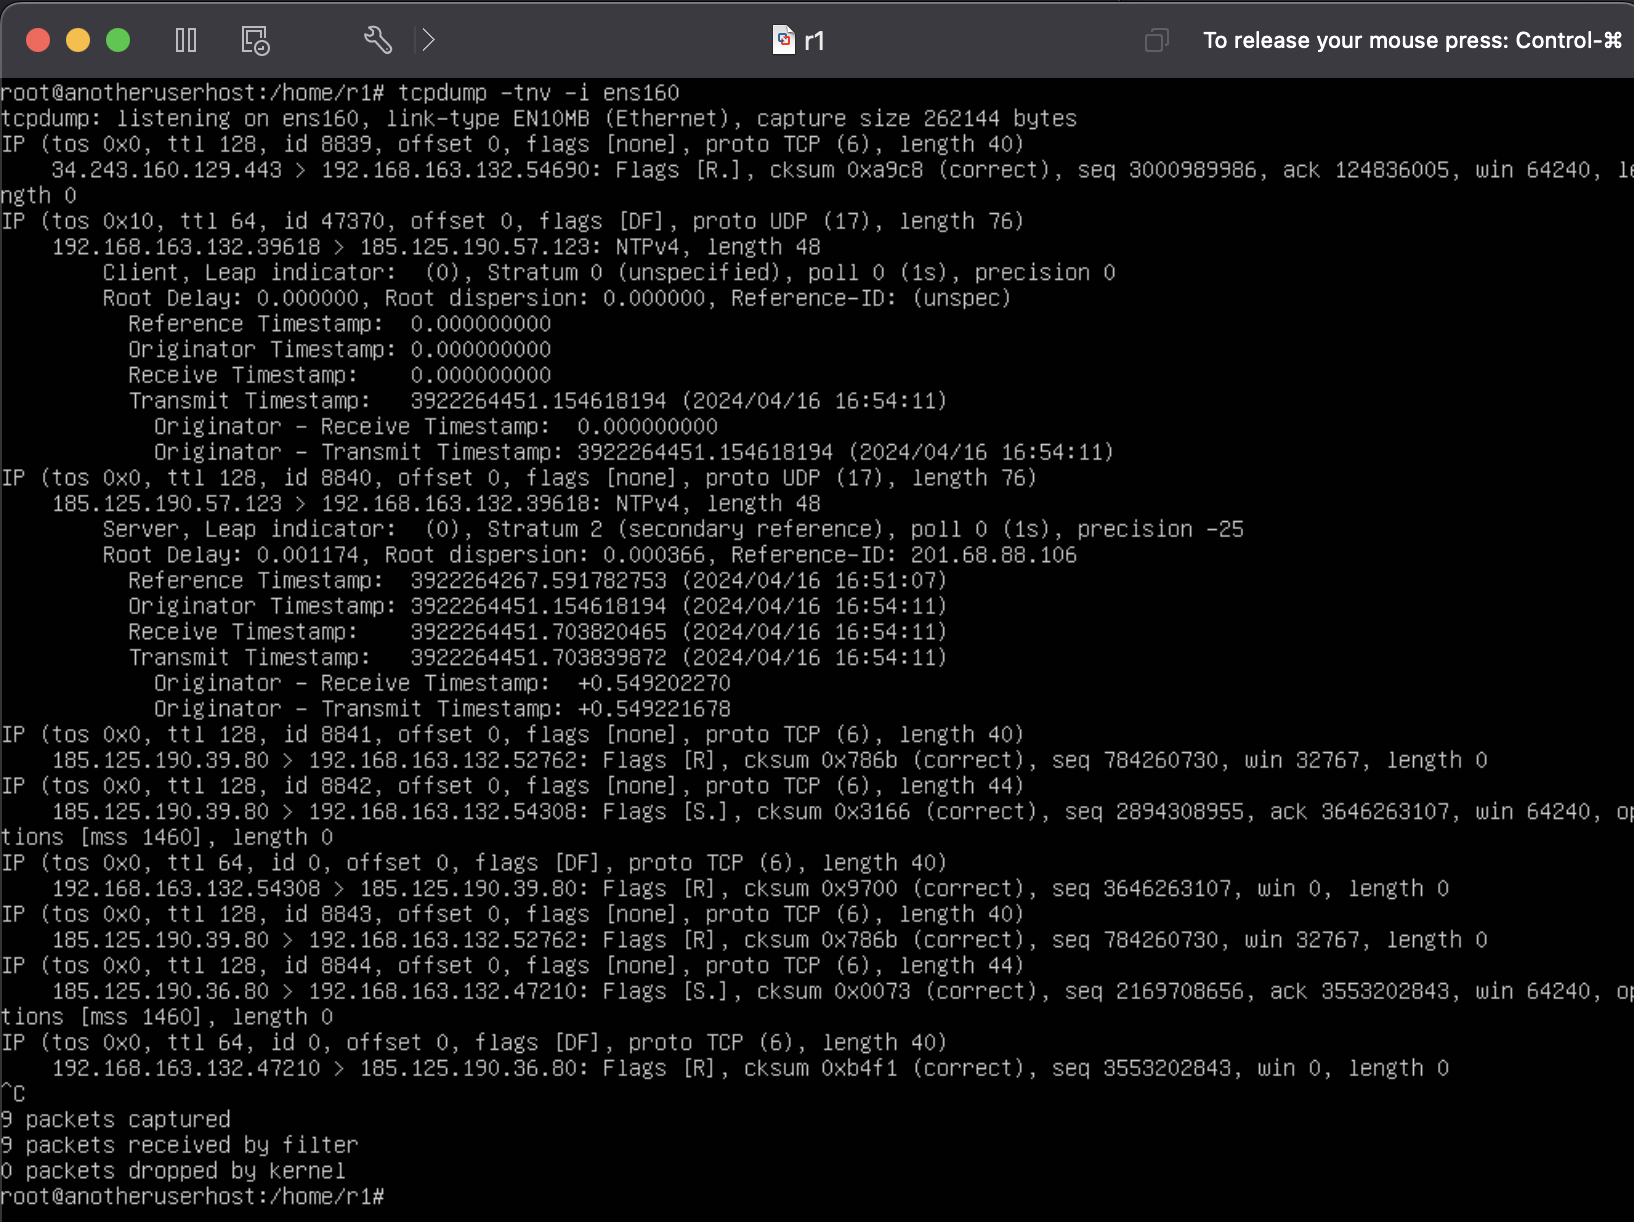 r1
To release your mouse press: Control-⌘
root@anotheruserhost:/home/r1# tcpdump -tnv -i ens160
tcpdump: listening on ens160, link-type EN10MB (Ethernet), capture size 262144 bytes
IP (tos 0x0, ttl 128, id 8839, offset 0, flags [none], proto TCP (6), length 40)
    34.243.160.129.443 > 192.168.163.132.54690: Flags [R.], cksum 0xa9c8 (correct), seq 3000989986, ack 124836005, win 64240, le
ngth 0
IP (tos 0x10, ttl 64, id 47370, offset 0, flags [DF], proto UDP (17), length 76)
    192.168.163.132.39618 > 185.125.190.57.123: NTPv4, length 48
        Client, Leap indicator:  (0), Stratum 0 (unspecified), poll 0 (1s), precision 0
        Root Delay: 0.000000, Root dispersion: 0.000000, Reference-ID: (unspec)
          Reference Timestamp:  0.000000000
          Originator Timestamp: 0.000000000
          Receive Timestamp:    0.000000000
          Transmit Timestamp:   3922264451.154618194 (2024/04/16 16:54:11)
            Originator - Receive Timestamp:  0.000000000
            Originator - Transmit Timestamp: 3922264451.154618194 (2024/04/16 16:54:11)
IP (tos 0x0, ttl 128, id 8840, offset 0, flags [none], proto UDP (17), length 76)
    185.125.190.57.123 > 192.168.163.132.39618: NTPv4, length 48
        Server, Leap indicator:  (0), Stratum 2 (secondary reference), poll 0 (1s), precision -25
        Root Delay: 0.001174, Root dispersion: 0.000366, Reference-ID: 201.68.88.106
          Reference Timestamp:  3922264267.591782753 (2024/04/16 16:51:07)
          Originator Timestamp: 3922264451.154618194 (2024/04/16 16:54:11)
          Receive Timestamp:    3922264451.703820465 (2024/04/16 16:54:11)
          Transmit Timestamp:   3922264451.703839872 (2024/04/16 16:54:11)
            Originator - Receive Timestamp:  +0.549202270
            Originator - Transmit Timestamp: +0.549221678
IP (tos 0x0, ttl 128, id 8841, offset 0, flags [none], proto TCP (6), length 40)
    185.125.190.39.80 > 192.168.163.132.52762: Flags [R], cksum 0x786b (correct), seq 784260730, win 32767, length 0
IP (tos 0x0, ttl 128, id 8842, offset 0, flags [none], proto TCP (6), length 44)
    185.125.190.39.80 > 192.168.163.132.54308: Flags [S.], cksum 0x3166 (correct), seq 2894308955, ack 3646263107, win 64240, op
tions [mss 1460], length 0
IP (tos 0x0, ttl 64, id 0, offset 0, flags [DF], proto TCP (6), length 40)
    192.168.163.132.54308 > 185.125.190.39.80: Flags [R], cksum 0x9700 (correct), seq 3646263107, win 0, length 0
IP (tos 0x0, ttl 128, id 8843, offset 0, flags [none], proto TCP (6), length 40)
    185.125.190.39.80 > 192.168.163.132.52762: Flags [R], cksum 0x786b (correct), seq 784260730, win 32767, length 0
IP (tos 0x0, ttl 128, id 8844, offset 0, flags [none], proto TCP (6), length 44)
    185.125.190.36.80 > 192.168.163.132.47210: Flags [S.], cksum 0x0073 (correct), seq 2169708656, ack 3553202843, win 64240, op
tions [mss 1460], length 0
IP (tos 0x0, ttl 64, id 0, offset 0, flags [DF], proto TCP (6), length 40)
    192.168.163.132.47210 > 185.125.190.36.80: Flags [R], cksum 0xb4f1 (correct), seq 3553202843, win 0, length 0
^C
9 packets captured
9 packets received by filter
0 packets dropped by kernel
root@anotheruserhost:/home/r1#